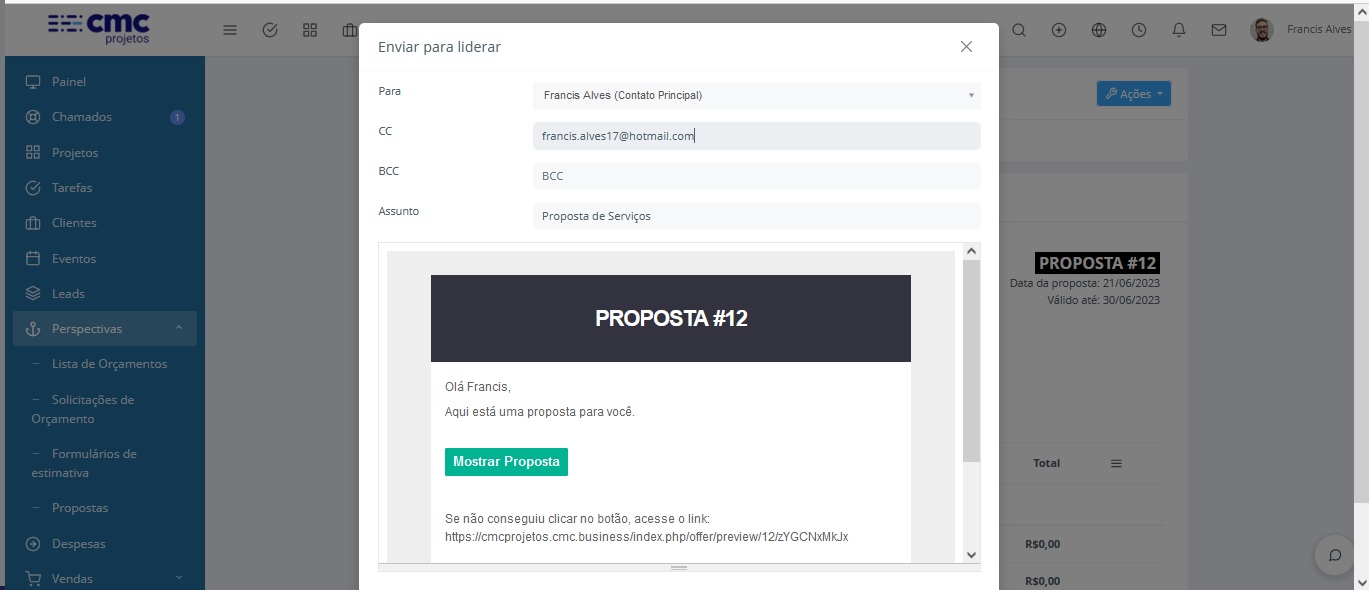 cmc
projetos
Francis Alves
Enviar para liderar
Para
Francis Alves (Contato Principal)
CC
francis.alves17@hotmail.com
BCC
BCC
Assunto
Proposta de Serviços
Painel
Chamados 1
Projetos
Tarefas
Clientes
Eventos
Leads
Perspectivas
– Lista de Orçamentos
– Solicitações de
Orçamento
– Formulários de
estimativa
– Propostas
Despesas
Vendas
PROPOSTA #12
Olá Francis,
Aqui está uma proposta para você.
Mostrar Proposta
Se não conseguiu clicar no botão, acesse o link:
https://cmcprojetos.cmc.business/index.php/offer/preview/12/zYGCNxMkJx
Ações
PROPOSTA #12
Data da proposta: 21/06/2023
Válido até: 30/06/2023
Total
R$0,00
R$0,00